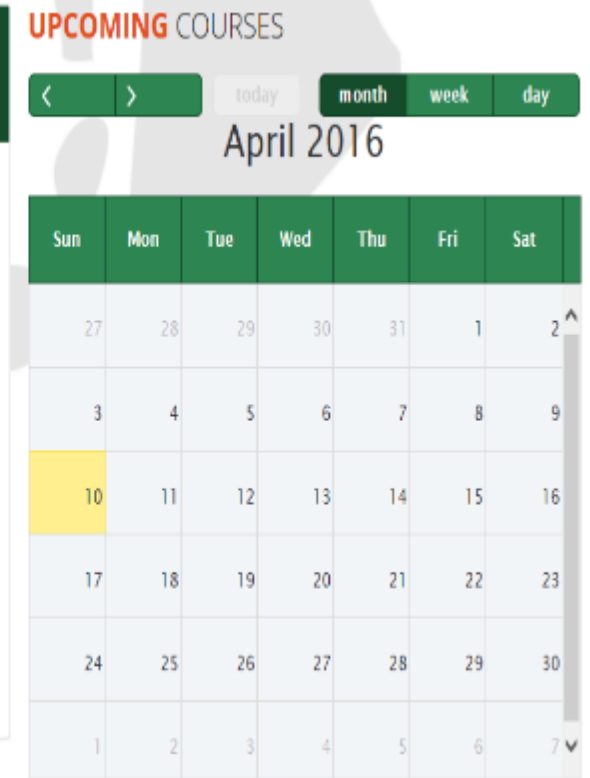 UPCOMING COURSES
today month week day
April 2016
Sun Mon Tue Wed Thu Fri Sat
27 28 29 30 31 1 2
3 4 5 6 7 8 9
10 11 12 13 14 15 16
17 18 19 20 21 22 23
24 25 26 27 28 29 30
1 2 3 4 5 6 7